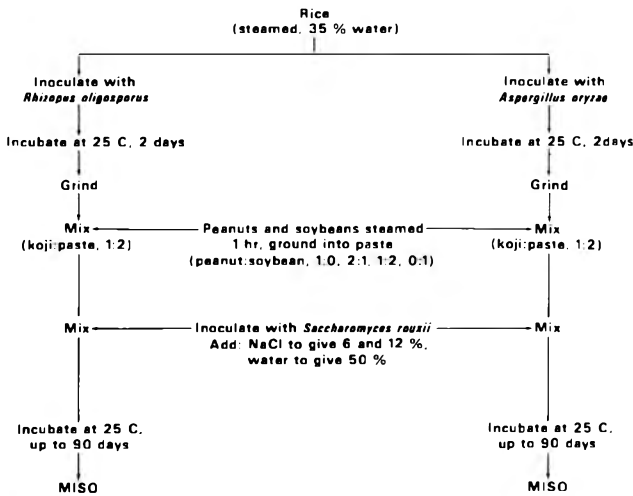 Rice
(steamed, 35 % water)
Inoculate with
Rhizopus oligosporus
Inoculate with
Aspergillus oryzae
Incubate at 25 C, 2 days
Incubate at 25 C, 2days
Grind
Grind
Mix
(koji:paste, 1:2)
Peanuts and soybeans steamed
1 hr, ground into paste
(peanut:soybean, 1:0, 2:1, 1:2, 0:1)
Mix
(koji:paste, 1:2)
Mix
Inoculate with Saccharomyces rouxii
Add: NaCl to give 6 and 12 %,
water to give 50 %
Mix
Incubate at 25 C,
up to 90 days
Incubate at 25 C,
up to 90 days
MISO
MISO